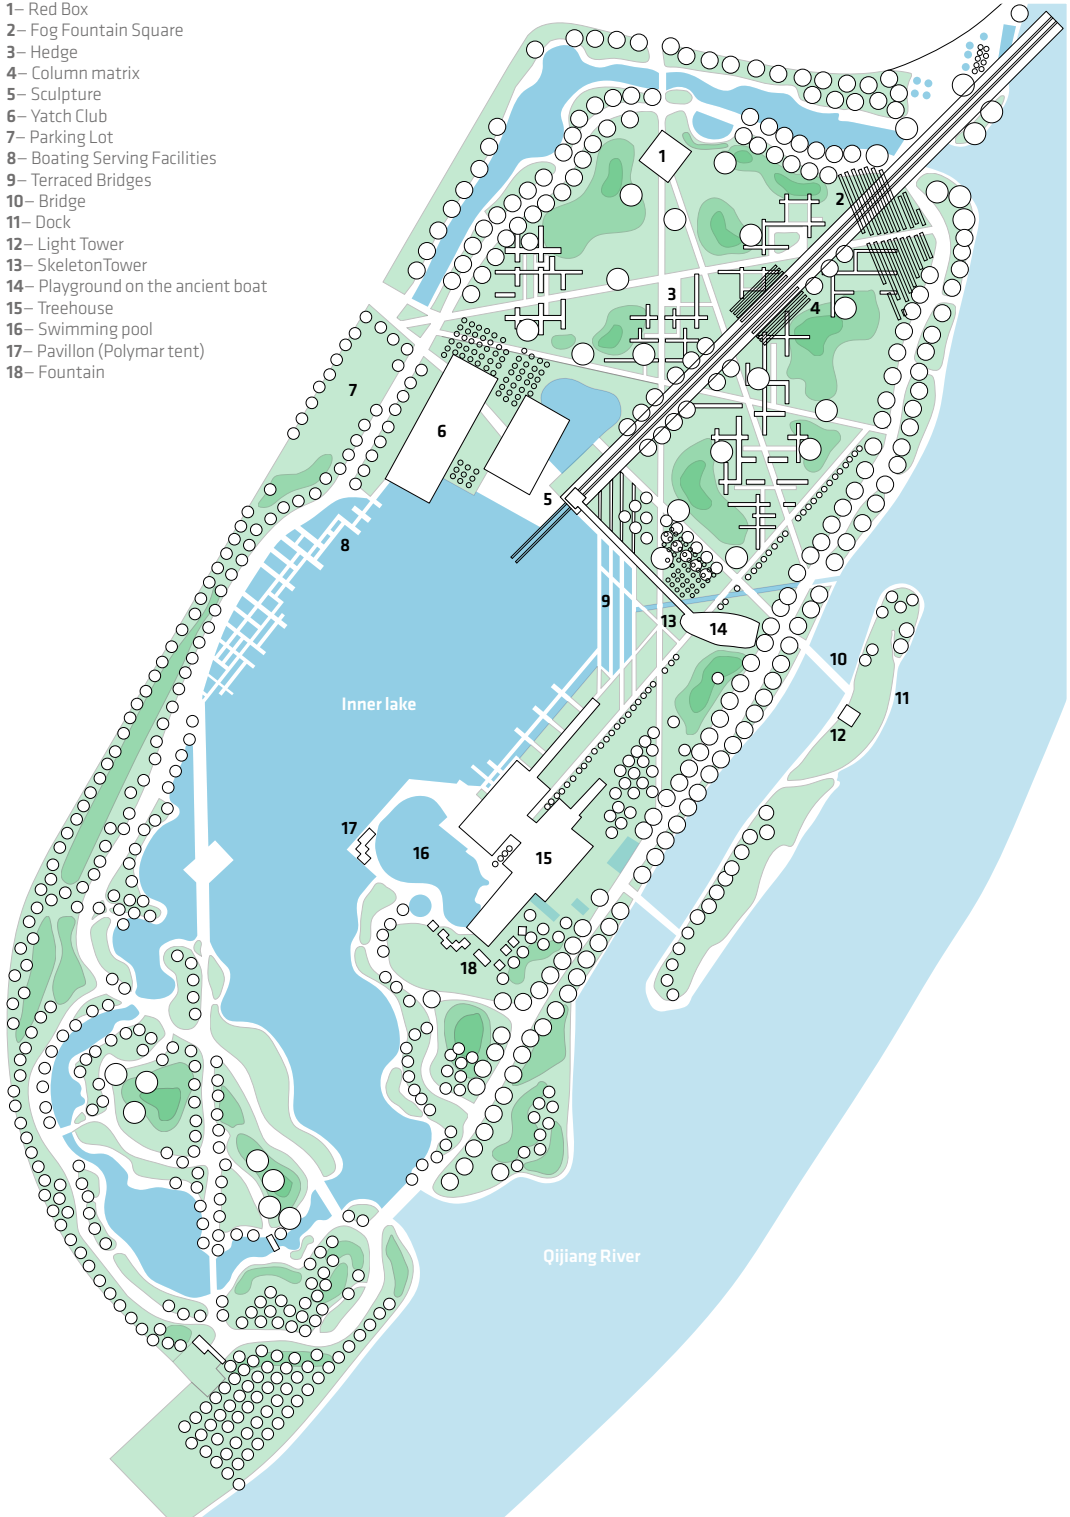 1– Red Box
2– Fog Fountain Square
3– Hedge
4– Column matrix
5– Sculpture
6– Yatch Club
7– Parking Lot
8– Boating Serving Facilities
9– Terraced Bridges
10– Bridge
11– Dock
12– Light Tower
13– SkeletonTower
14– Playground on the ancient boat
15– Treehouse
16– Swimming pool
17– Pavillon (Polymar tent)
18– Fountain
1
2
3
4
7
6
5
8
9
13
14
10
11
Inner lake
12
17
16
15
18
Qijiang River